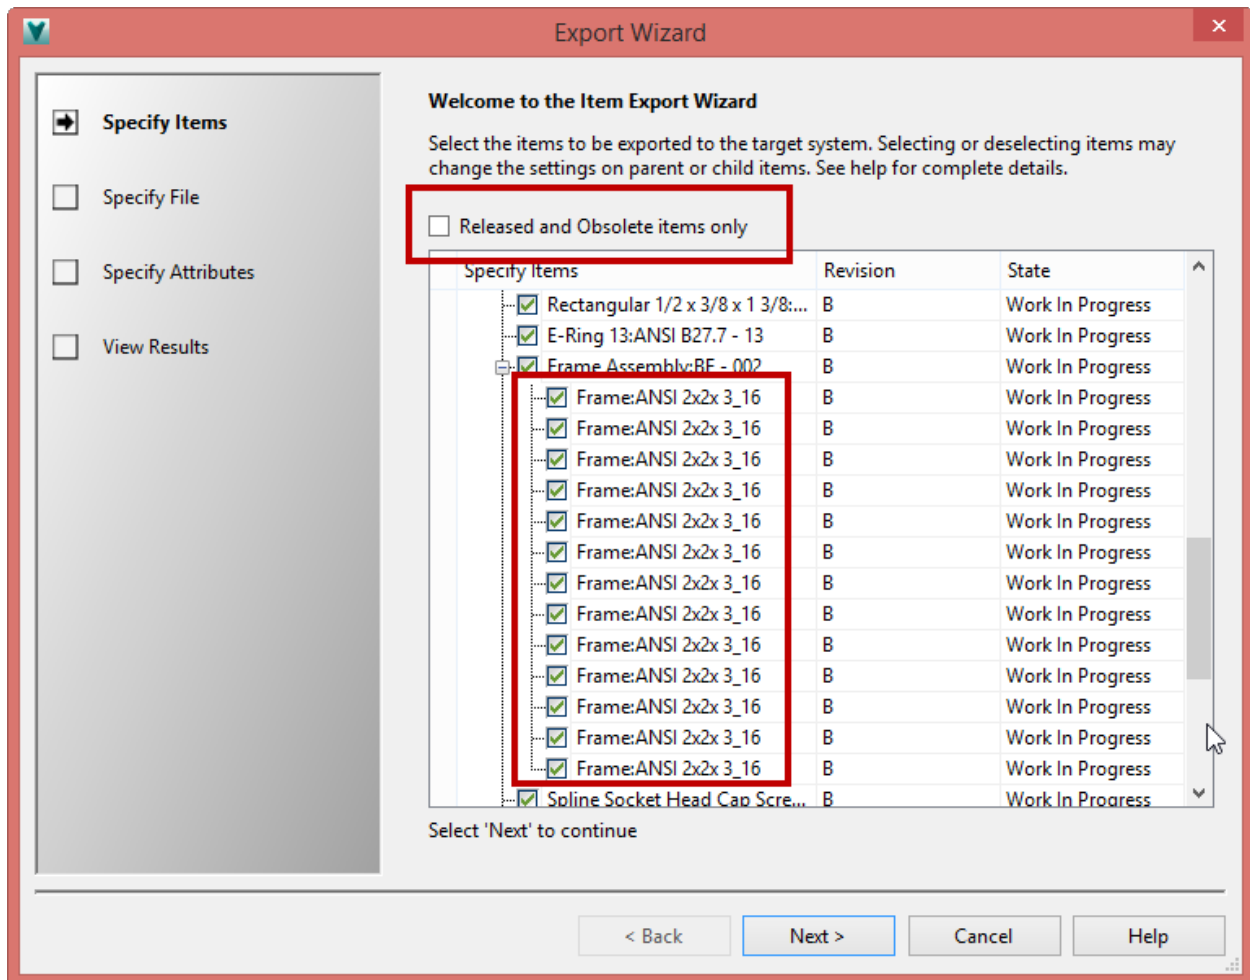 Export Wizard
Specify Items
Specify File
Specify Attributes
View Results
Welcome to the Item Export Wizard
Select the items to be exported to the target system. Selecting or deselecting items may
change the settings on parent or child items. See help for complete details.
Released and Obsolete items only
Specify Items Revision State
Rectangular 1/2 x 3/8 x 1 3/8:... B Work In Progress
E-Ring 13:ANSI B27.7 - 13 B Work In Progress
Frame Assembly:BF - 002 B Work In Progress
Frame:ANSI 2x2x 3_16 B Work In Progress
Frame:ANSI 2x2x 3_16 B Work In Progress
Frame:ANSI 2x2x 3_16 B Work In Progress
Frame:ANSI 2x2x 3_16 B Work In Progress
Frame:ANSI 2x2x 3_16 B Work In Progress
Frame:ANSI 2x2x 3_16 B Work In Progress
Frame:ANSI 2x2x 3_16 B Work In Progress
Frame:ANSI 2x2x 3_16 B Work In Progress
Frame:ANSI 2x2x 3_16 B Work In Progress
Frame:ANSI 2x2x 3_16 B Work In Progress
Frame:ANSI 2x2x 3_16 B Work In Progress
Frame:ANSI 2x2x 3_16 B Work In Progress
Frame:ANSI 2x2x 3_16 B Work In Progress
Spline Socket Head Cap Scre... B Work In Progress
Select 'Next' to continue
< Back Next > Cancel Help